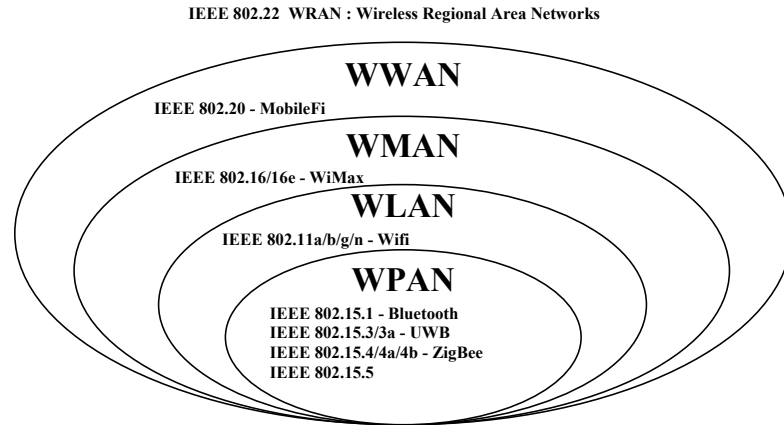 IEEE 802.22 WRAN : Wireless Regional Area Networks
WWAN
IEEE 802.20 - MobileFi
WMAN
IEEE 802.16/16e - WiMax
WLAN
IEEE 802.11a/b/g/n - Wifi
WPAN
IEEE 802.15.1 - Bluetooth
IEEE 802.15.3/3a - UWB
IEEE 802.15.4/4a/4b - ZigBee
IEEE 802.15.5